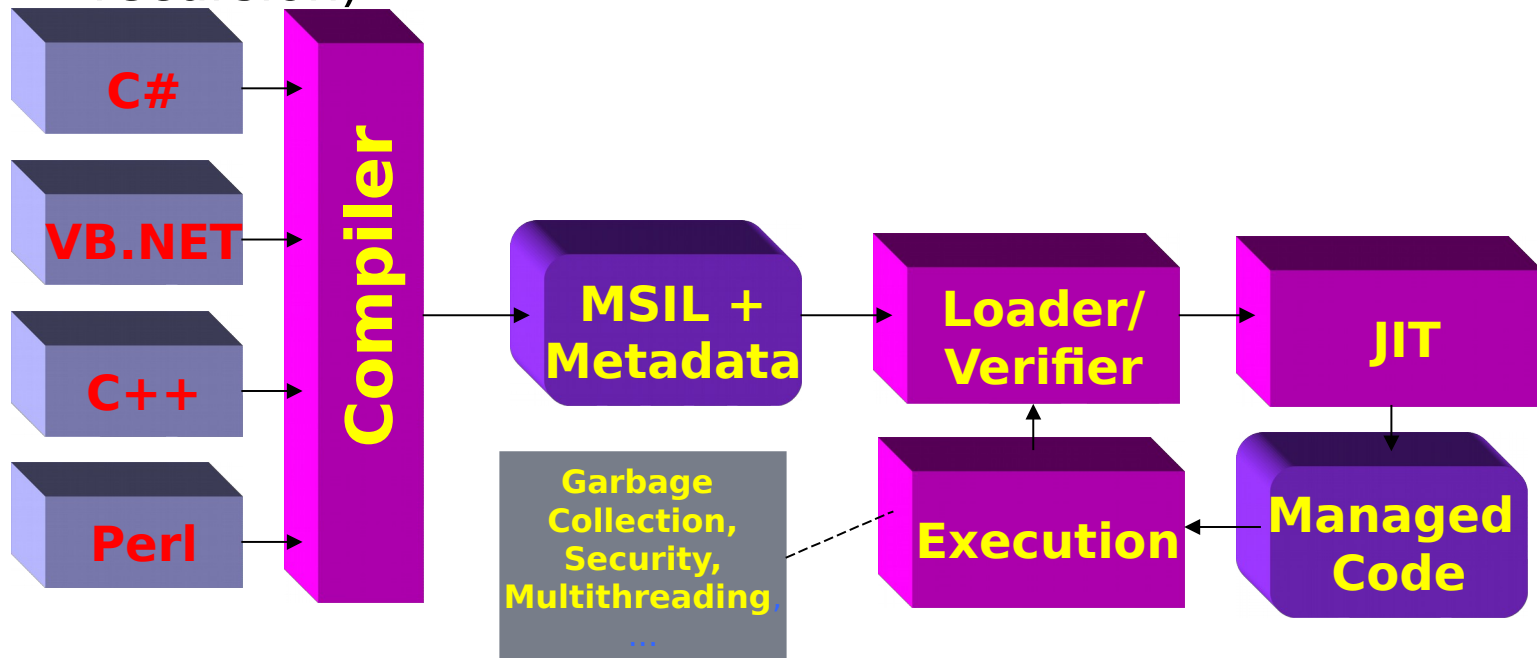 C#
VB.NET
C++
Perl
Compiler
MSIL +
Metadata
Loader/
Verifier
JIT
Managed
Code
Execution
Garbage
Collection,
Security,
Multithreading,
...